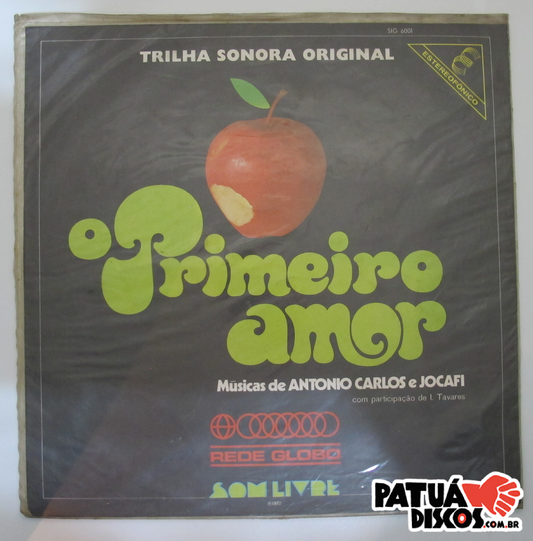 SIG 6001
TRILHA SONORA ORIGINAL
ESTEREOFÔNICO
O Primeiro
amor
Músicas de ANTONIO CARLOS e JOCAFI
com participação de I. Tavares
REDE GLOBO
SOM LIVRE
PATUÁ
DISCOS.COM.BR